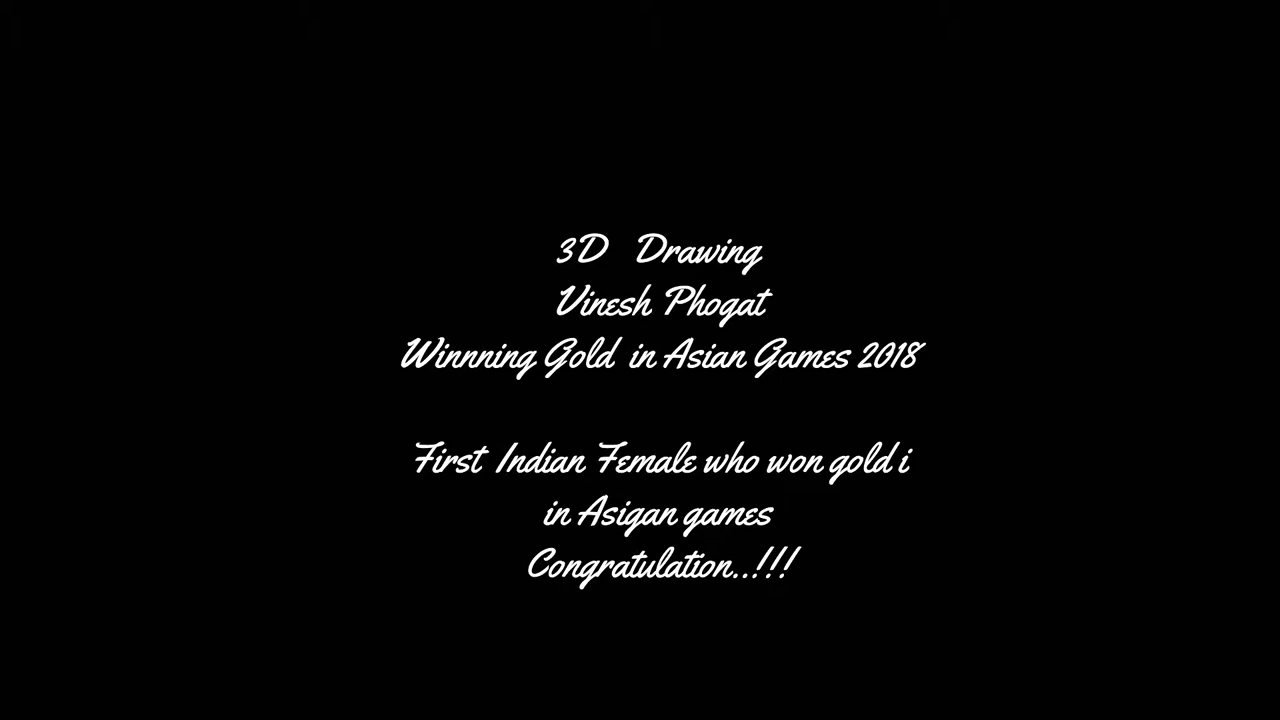 3D Drawing
Vinesh Phogat
Winnning Gold in Asian Games 2018
First Indian Female who won gold i
in Asigan games
Congratulation..!!!